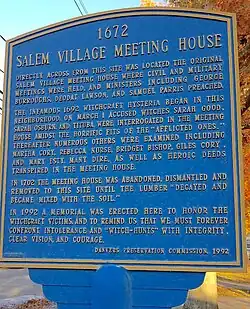 1672
SALEM VILLAGE MEETING HOUSE
DIRECTLY ACROSS FROM THIS SITE WAS LOCATED THE ORIGINAL
SALEM VILLAGE MEETING HOUSE WHERE CIVIL AND MILITARY
MEETINGS WERE HELD, AND MINISTERS INCLUDING GEORGE
BURROUGHS, DEODAT LAWSON, AND SAMUEL PARRIS PREACHED.
THE INFAMOUS 1692 WITCHCRAFT HYSTERIA BEGAN IN THIS
NEIGHBORHOOD. ON MARCH 1 ACCUSED WITCHES SARAH GOOD,
SARAH OSBURN AND TITUBA WERE INTERROGATED IN THE MEETING
HOUSE AMIDST THE HORRIFIC FITS OF THE "AFFLICTED ONES."
THEREAFTER NUMEROUS OTHERS WERE EXAMINED INCLUDING
MARTHA COREY, REBECCA NURSE, BRIDGET BISHOP, GILES CORY
AND MARY ESTY. MANY DIRE, AS WELL AS HEROIC DEEDS
TRANSPIRED IN THE MEETING HOUSE.
IN 1702 THE MEETING HOUSE WAS ABANDONED, DISMANTLED AND
REMOVED TO THIS SITE UNTIL THE LUMBER "DECAYED AND
BECAME MIXED WITH THE SOIL."
IN 1992 A MEMORIAL WAS ERECTED HERE TO HONOR THE
WITCHCRAFT VICTIMS, AND TO REMIND US THAT WE MUST FOREVER
CONFRONT INTOLERANCE AND "WITCH-HUNTS" WITH INTEGRITY,
CLEAR VISION, AND COURAGE.
DANVERS PRESERVATION COMMISSION, 1992